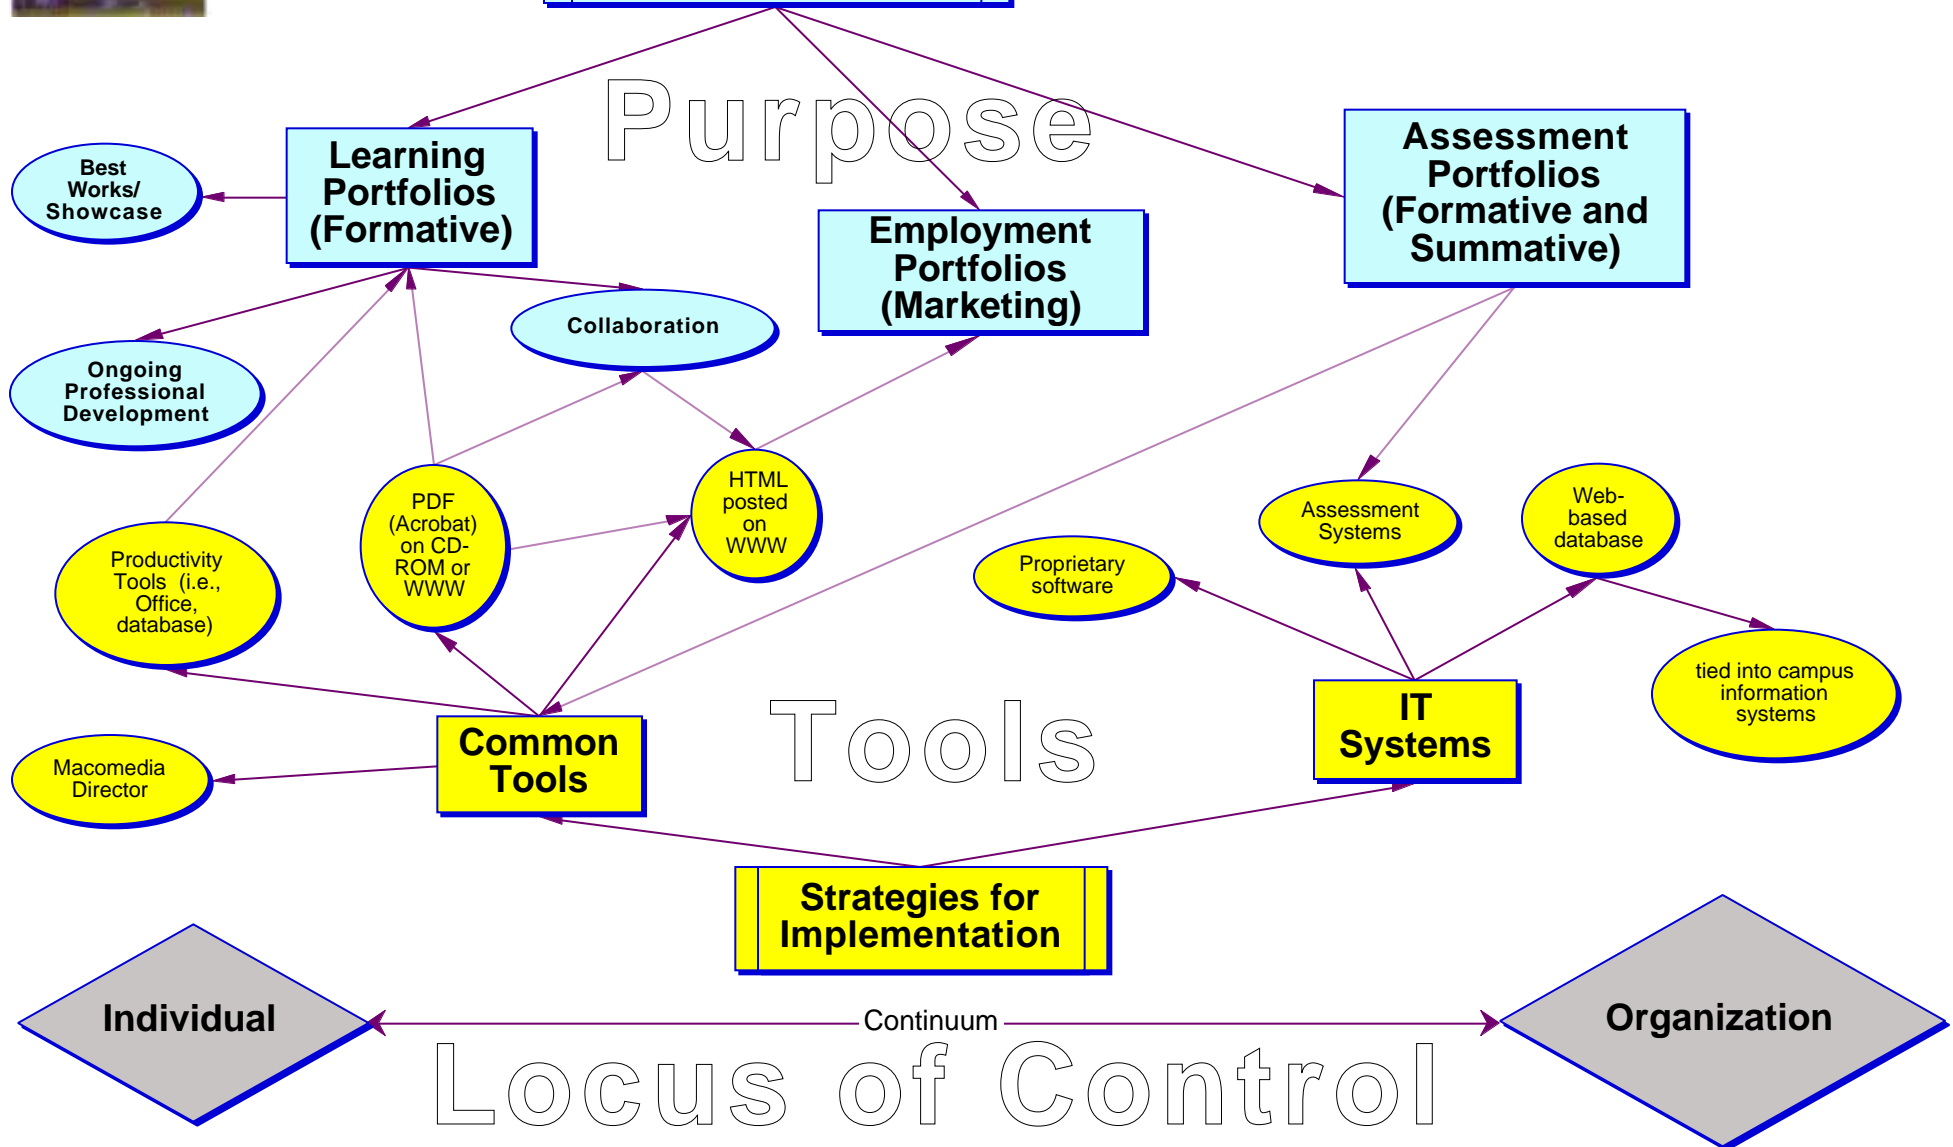 Purpose
Best
Works/
Showcase
Learning
Portfolios
(Formative)
Employment
Portfolios
(Marketing)
Assessment
Portfolios
(Formative and
Summative)
Collaboration
Ongoing
Professional
Development
Productivity
Tools (i.e.,
Office,
database)
PDF
(Acrobat)
on CD-
ROM or
WWW
HTML
posted
on
WWW
Proprietary
software
Assessment
Systems
Web-
based
database
tied into campus
information
systems
Tools
Macomedia
Director
Common
Tools
IT
Systems
Strategies for
Implementation
Individual
Continuum
Organization
Locus of Control